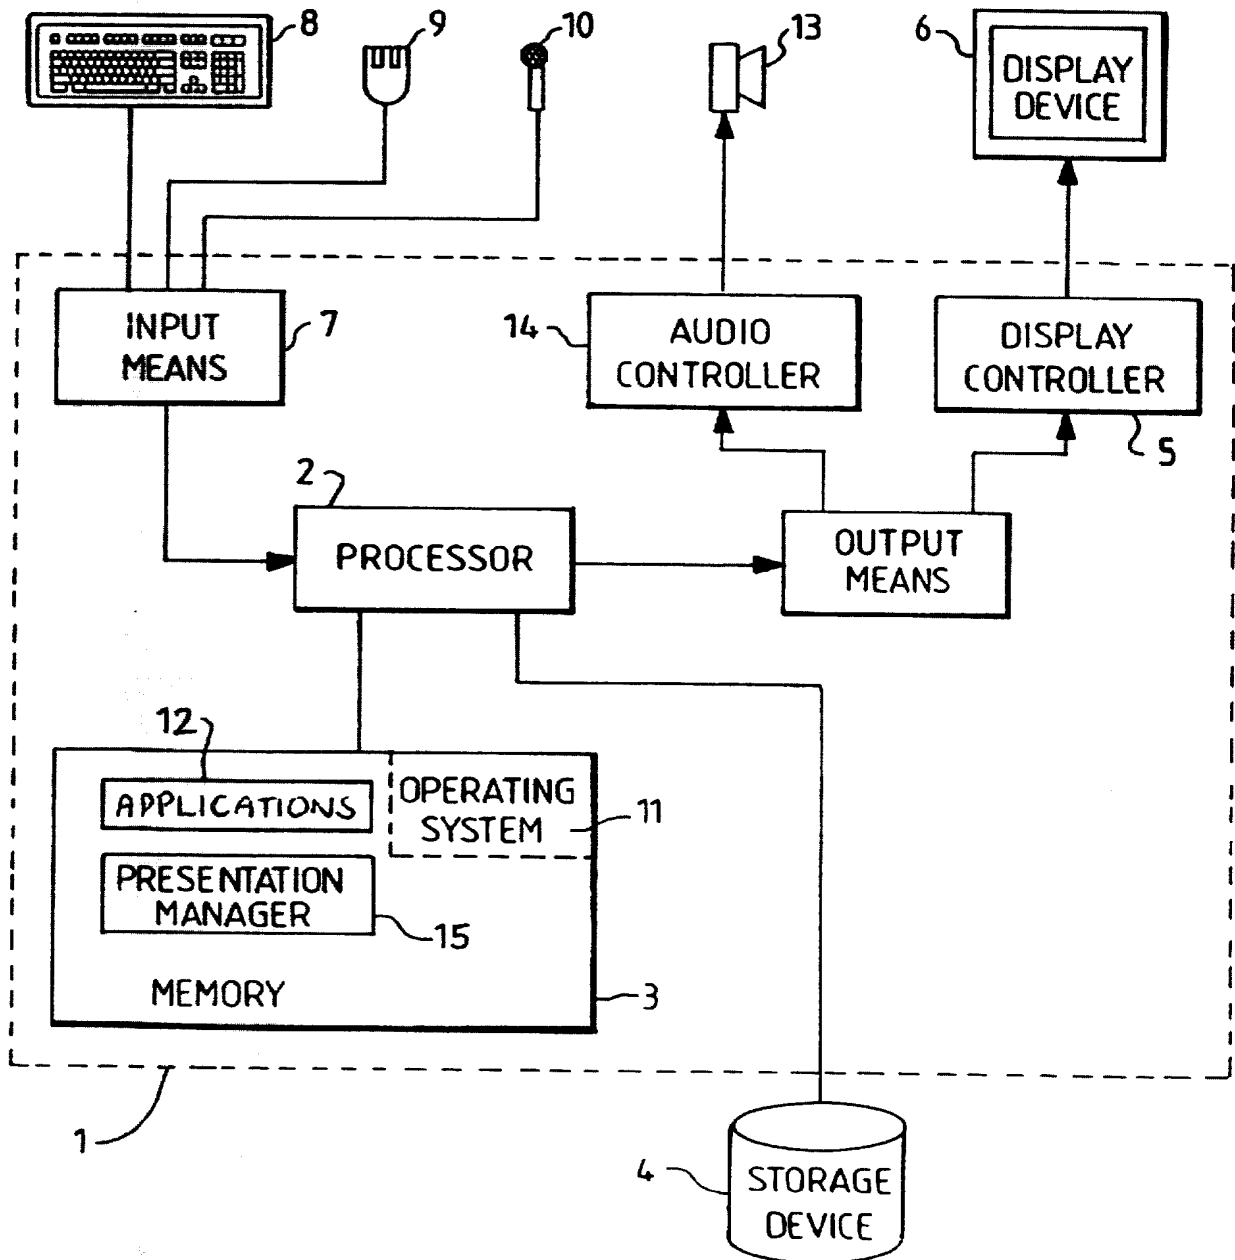 8
9
10
13
6
DISPLAY
DEVICE
INPUT
MEANS
7
14
AUDIO
CONTROLLER
DISPLAY
CONTROLLER
5
2
PROCESSOR
OUTPUT
MEANS
12
APPLICATIONS
OPERATING
SYSTEM
11
PRESENTATION
MANAGER
15
MEMORY
3
1
4
STORAGE
DEVICE